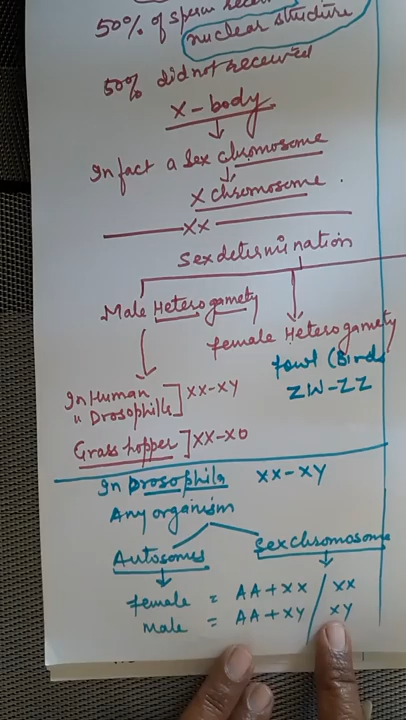 50% of sperm
nuclear structure
50% did not received
X-body
In fact a Sex chromosome
X chromosome.
XX
Sex determination
Male Heterogamety
female Heterogamety
fowl (Birds
ZW-ZZ
In Human
" Drosophila ] XX-XY
Grass hopper ] XX-XO
In Drosophila XX-XY
Any organism
Autosomes Sex chromosome
female = AA+XX / XX
Male = AA+XY / XY